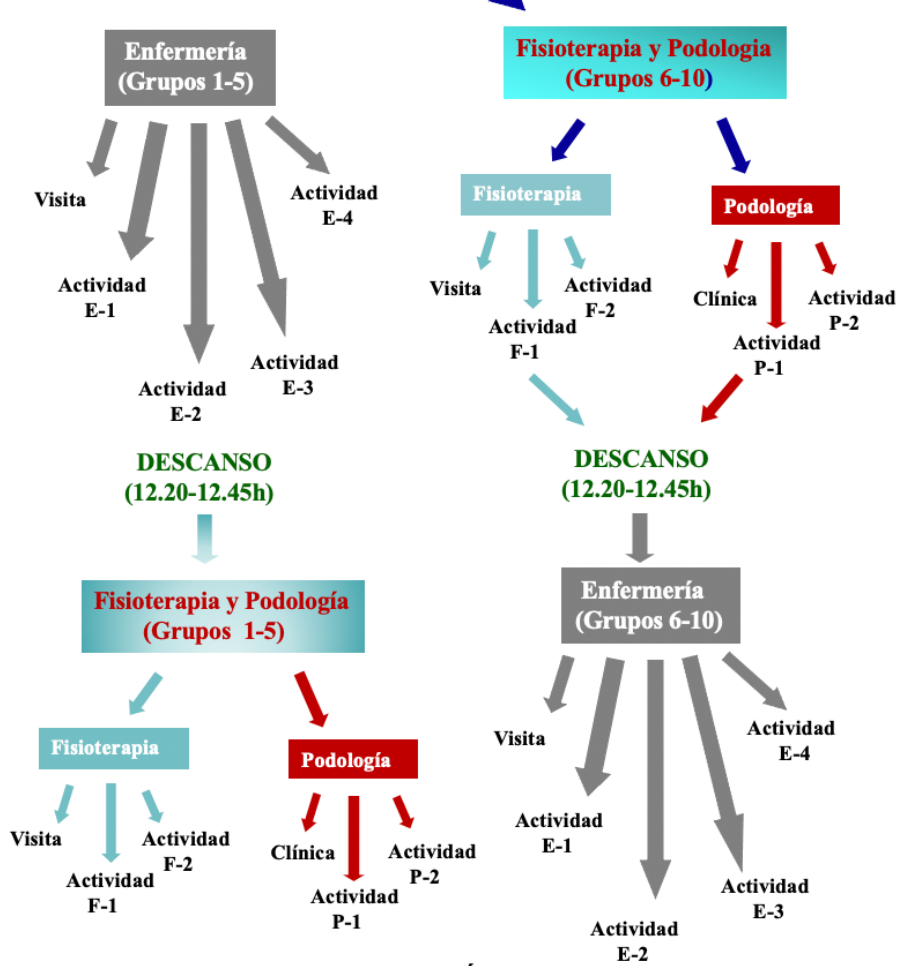 Enfermería
(Grupos 1-5)
Visita
Actividad
E-1
Actividad
E-2
Actividad
E-3
Actividad
E-4
Fisioterapia y Podologia
(Grupos 6-10)
Fisioterapia
Visita
Actividad
F-1
Actividad
F-2
Podología
Clínica
Actividad
P-1
Actividad
P-2
DESCANSO
(12.20-12.45h)
DESCANSO
(12.20-12.45h)
Fisioterapia y Podología
(Grupos 1-5)
Fisioterapia
Visita
Actividad
F-1
Actividad
F-2
Podología
Clínica
Actividad
P-1
Actividad
P-2
Enfermería
(Grupos 6-10)
Visita
Actividad
E-1
Actividad
E-2
Actividad
E-3
Actividad
E-4